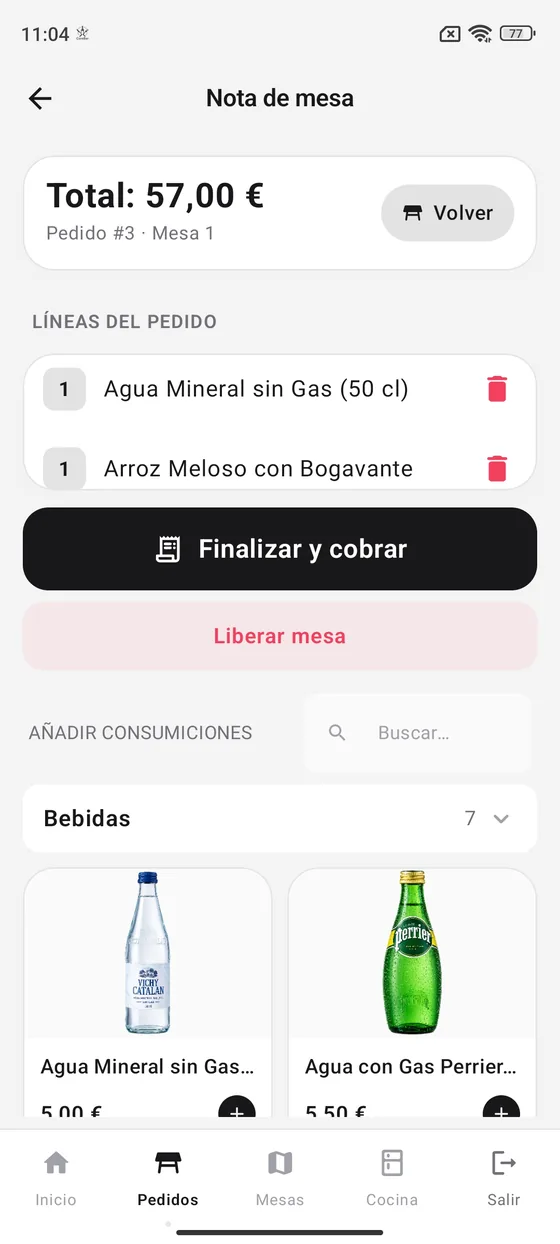 11:04
77
Nota de mesa
Total: 57,00 €
Pedido #3 · Mesa 1
Volver
LÍNEAS DEL PEDIDO
1 Agua Mineral sin Gas (50 cl)
1 Arroz Meloso con Bogavante
Finalizar y cobrar
Liberar mesa
AÑADIR CONSUMICIONES
Buscar...
Bebidas 7
VICHY
CATALAN
Perrier
Agua Mineral sin Gas...
Agua con Gas Perrier...
5,00 €
5,50 €
Inicio
Pedidos
Mesas
Cocina
Salir